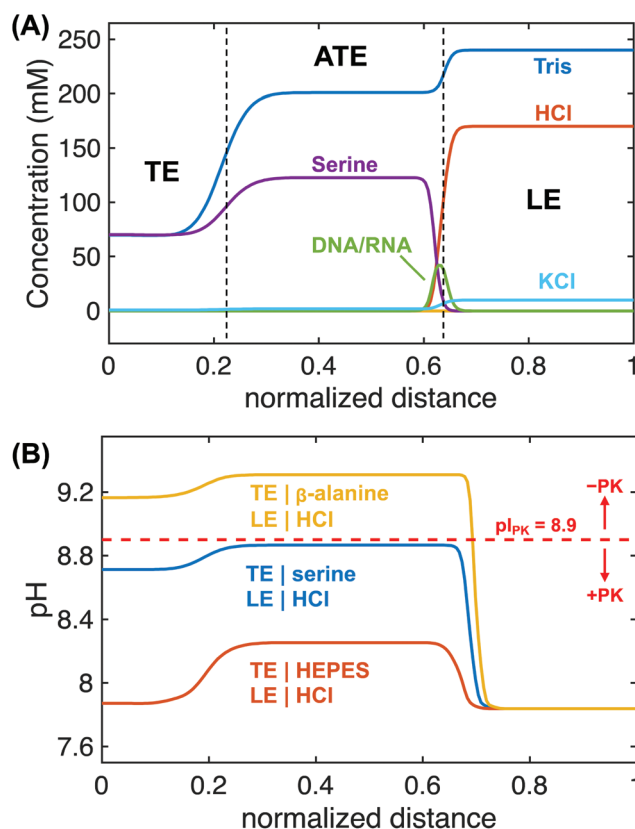 (A)
250
200
150
100
50
0
Concentration (mM)
TE
ATE
LE
Tris
HCl
Serine
DNA/RNA
KCl
0
0.2
0.4
0.6
0.8
1
normalized distance
(B)
9.2
8.8
8.4
8
7.6
pH
TE | β-alanine
LE | HCl
−PK
pI_PK = 8.9
+PK
TE | serine
LE | HCl
TE | HEPES
LE | HCl
0
0.2
0.4
0.6
0.8
1
normalized distance